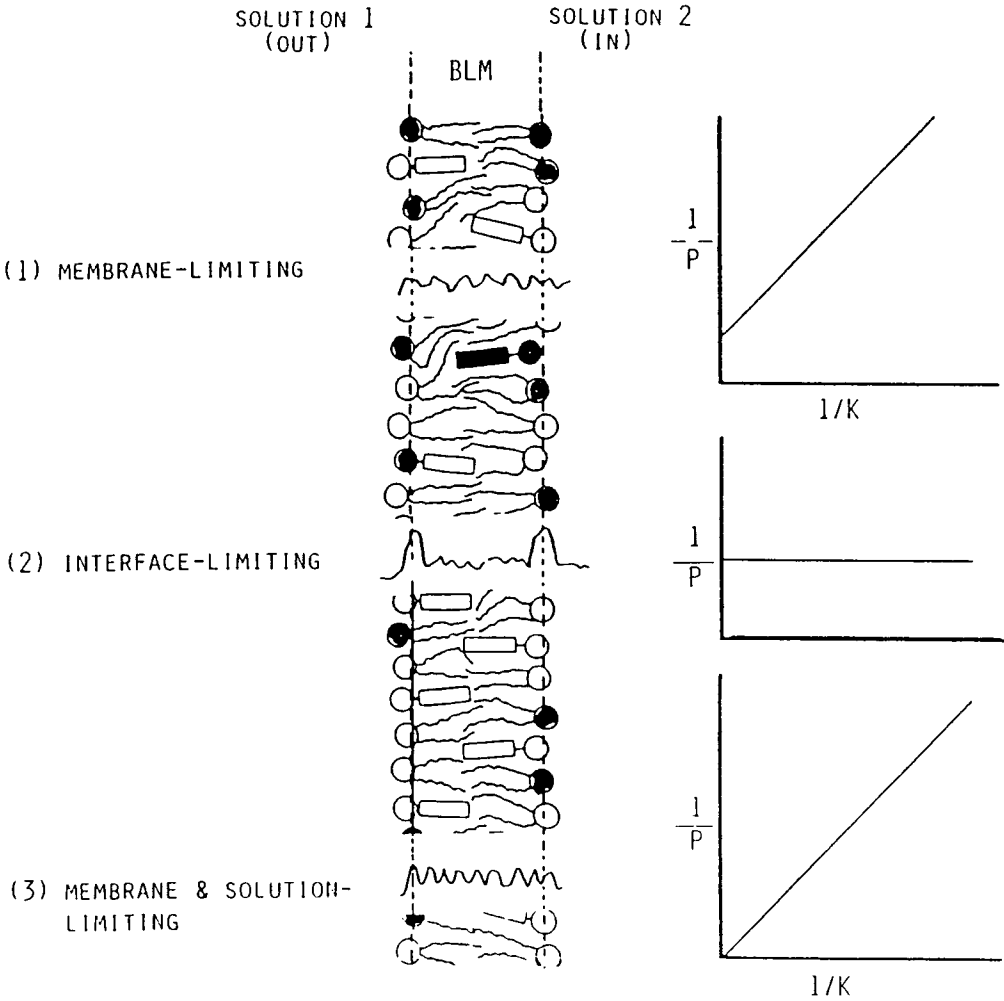 SOLUTION 1
(OUT)
SOLUTION 2
(IN)
BLM
1
P
(1) MEMBRANE-LIMITING
1/K
(2) INTERFACE-LIMITING
1
P
1
P
(3) MEMBRANE & SOLUTION-
LIMITING
1/K